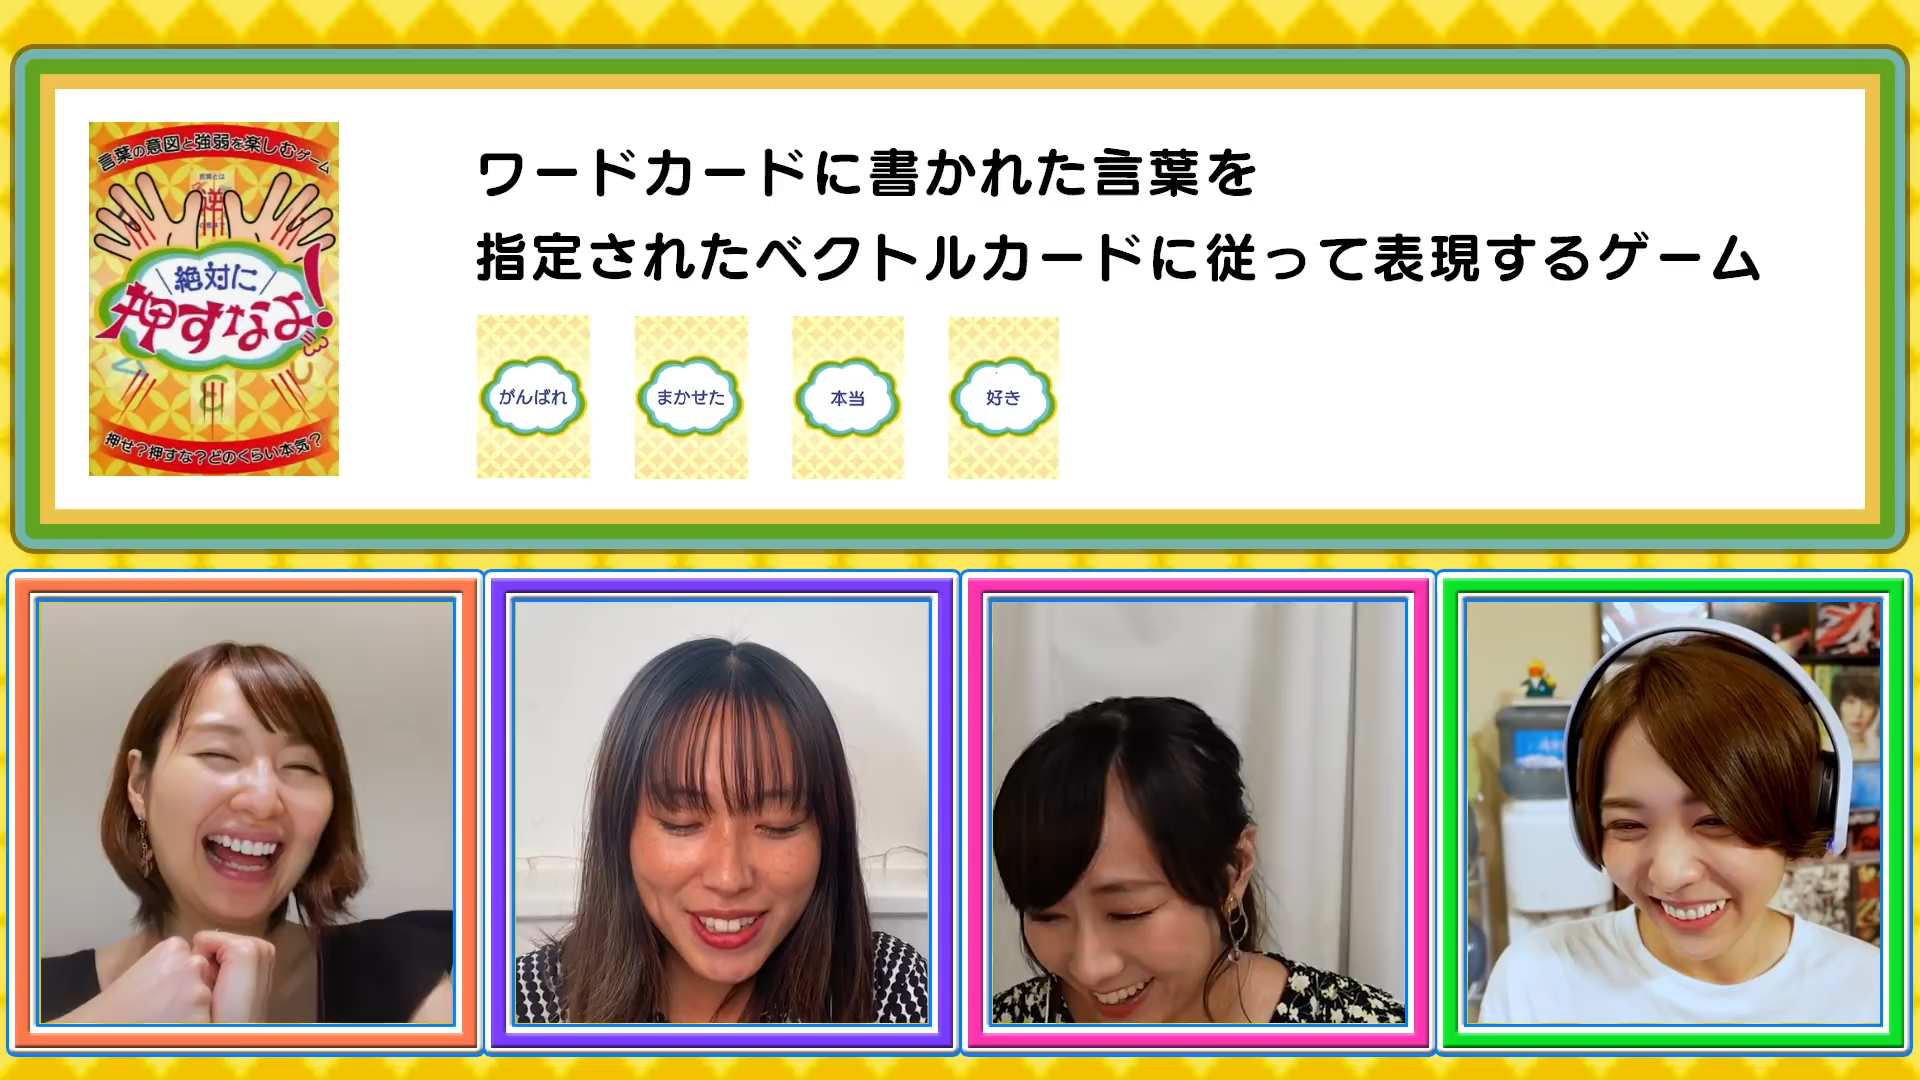 言葉の意図と強弱を楽しむゲーム
逆
絶対に
押すなよ!
押せ?押すな?どのくらい本気?
ワードカードに書かれた言葉を
指定されたベクトルカードに従って表現するゲーム
がんばれ
まかせた
本当
好き